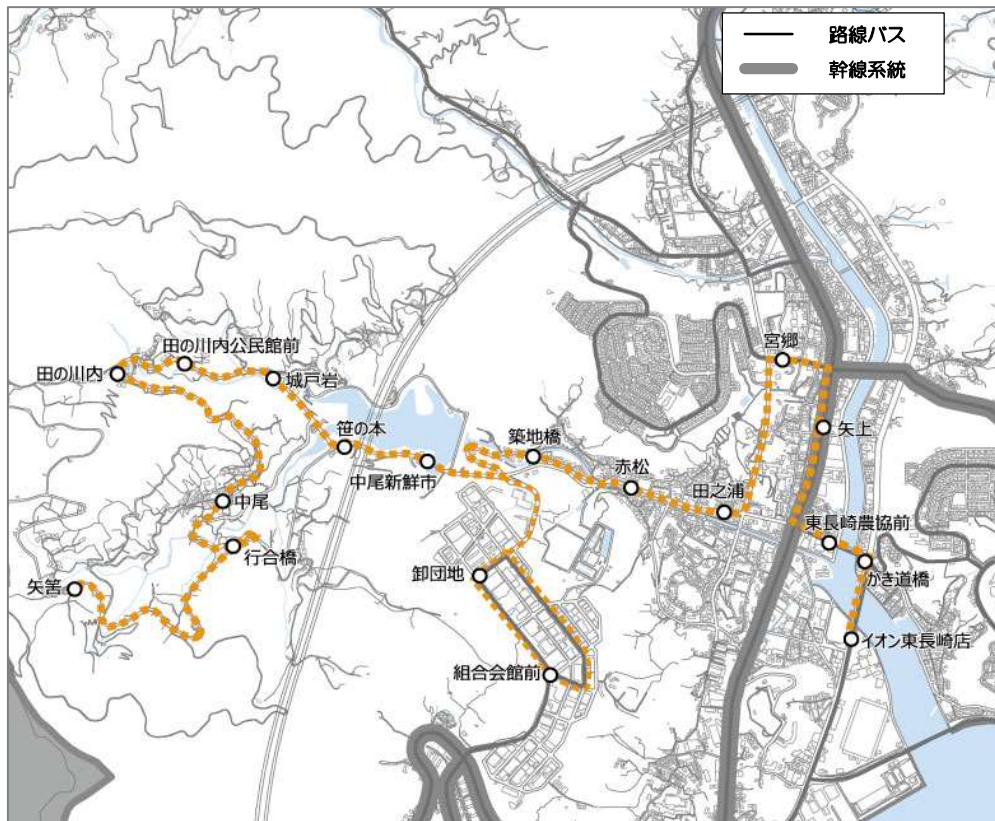 路線バス
幹線系統
宮郷
田の川内公民館前
田の川内
城戸岩
矢上
笹の本
築地橋
中尾新鮮市
赤松
田之浦
中尾
東長崎農協前
行合橋
かき道橋
卸団地
矢筈
イオン東長崎店
組合会館前